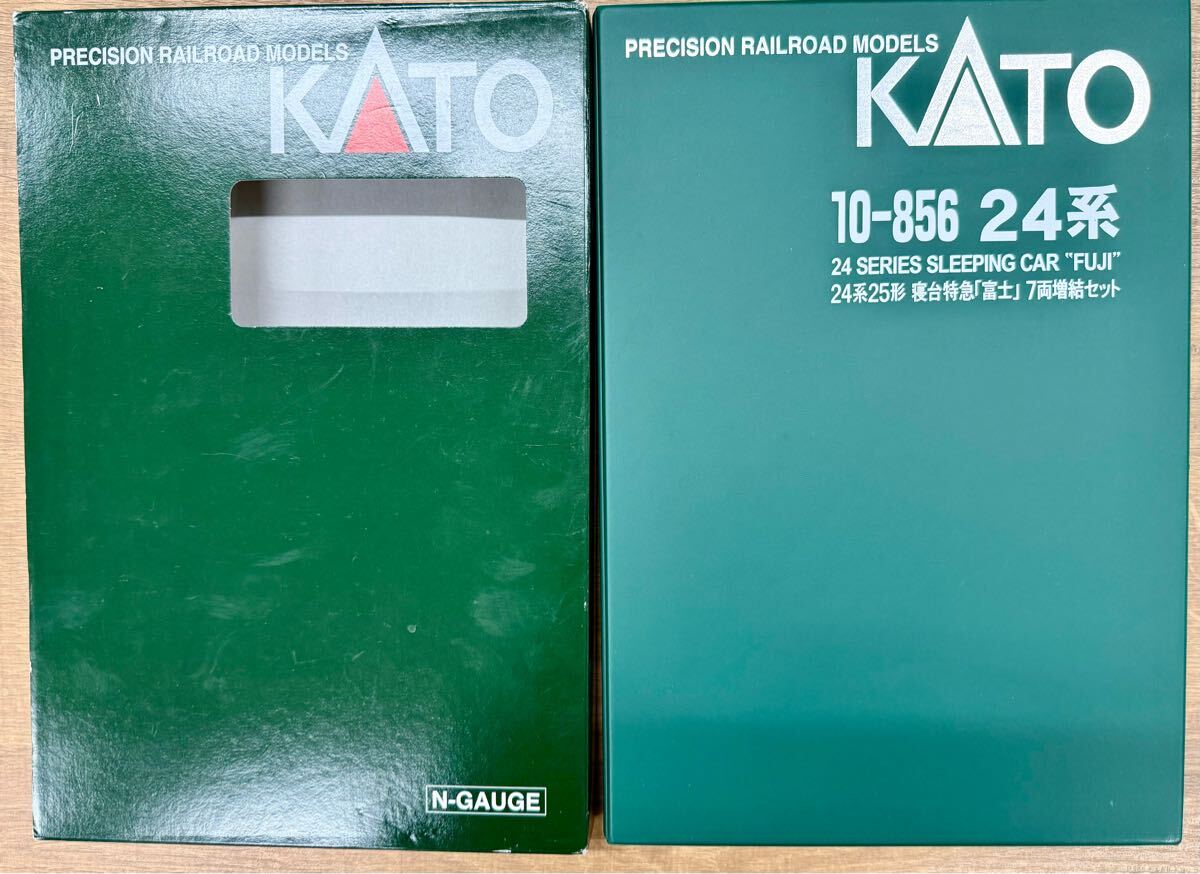 PRECISION RAILROAD MODELS
KATO
N-GAUGE
PRECISION RAILROAD MODELS
KATO
10-856 24系
24 SERIES SLEEPING CAR "FUJI"
24系25形 寝台特急「富士」 7両増結セット